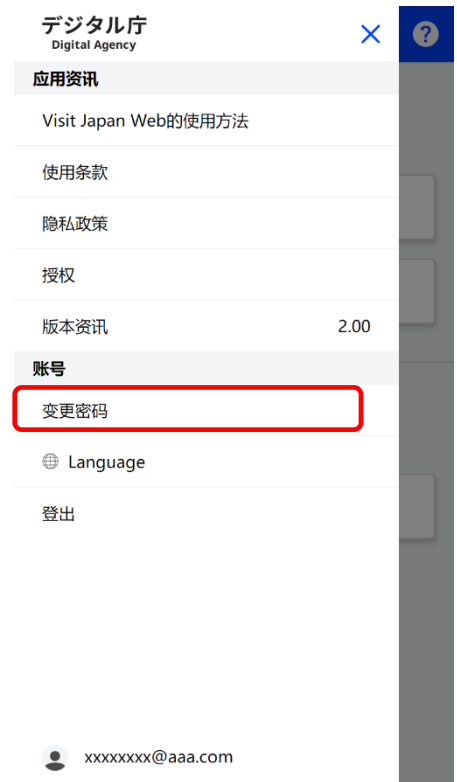 デジタル庁
Digital Agency
应用资讯
Visit Japan Web的使用方法
使用条款
隐私政策
授权
版本资讯 2.00
账号
变更密码
Language
登出
xxxxxxxx@aaa.com